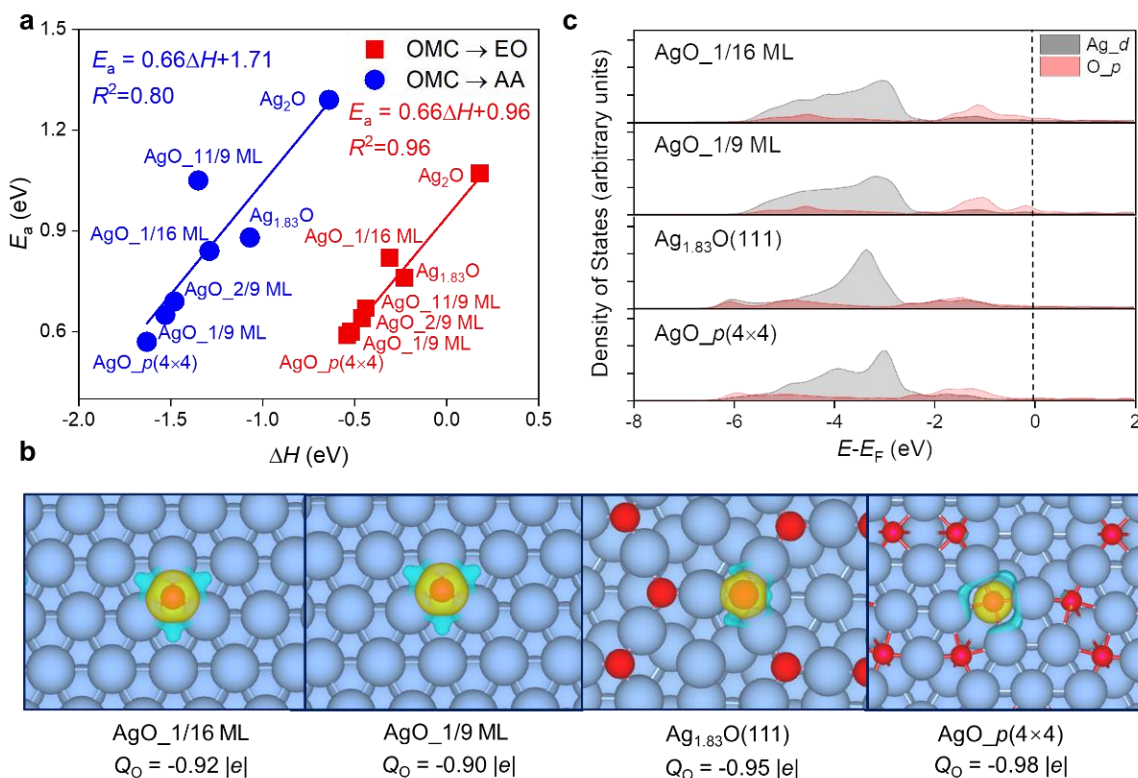 a
1.5
1.2
0.9
0.6
Eₐ (eV)
Eₐ = 0.66ΔH+1.71
R²=0.80
OMC → EO
OMC → AA
Ag₂O
Eₐ = 0.66ΔH+0.96
R²=0.96
AgO_11/9 ML
Ag₂O
AgO_1/16 ML
Ag₁.₈₃O
AgO_1/16 ML
Ag₁.₈₃O
AgO_2/9 ML
AgO_11/9 ML
AgO_2/9 ML
AgO_1/9 ML
AgO_1/9 ML
AgO_p(4×4)
AgO_p(4×4)
-2.0 -1.5 -1.0 -0.5 0.0 0.5
ΔH (eV)
c
Density of States (arbitrary units)
AgO_1/16 ML
Ag_d
O_p
AgO_1/9 ML
Ag₁.₈₃O(111)
AgO_p(4×4)
-8 -6 -4 -2 0 2
E-E_F (eV)
b
AgO_1/16 ML
Q_O = -0.92 |e|
AgO_1/9 ML
Q_O = -0.90 |e|
Ag₁.₈₃O(111)
Q_O = -0.95 |e|
AgO_p(4×4)
Q_O = -0.98 |e|